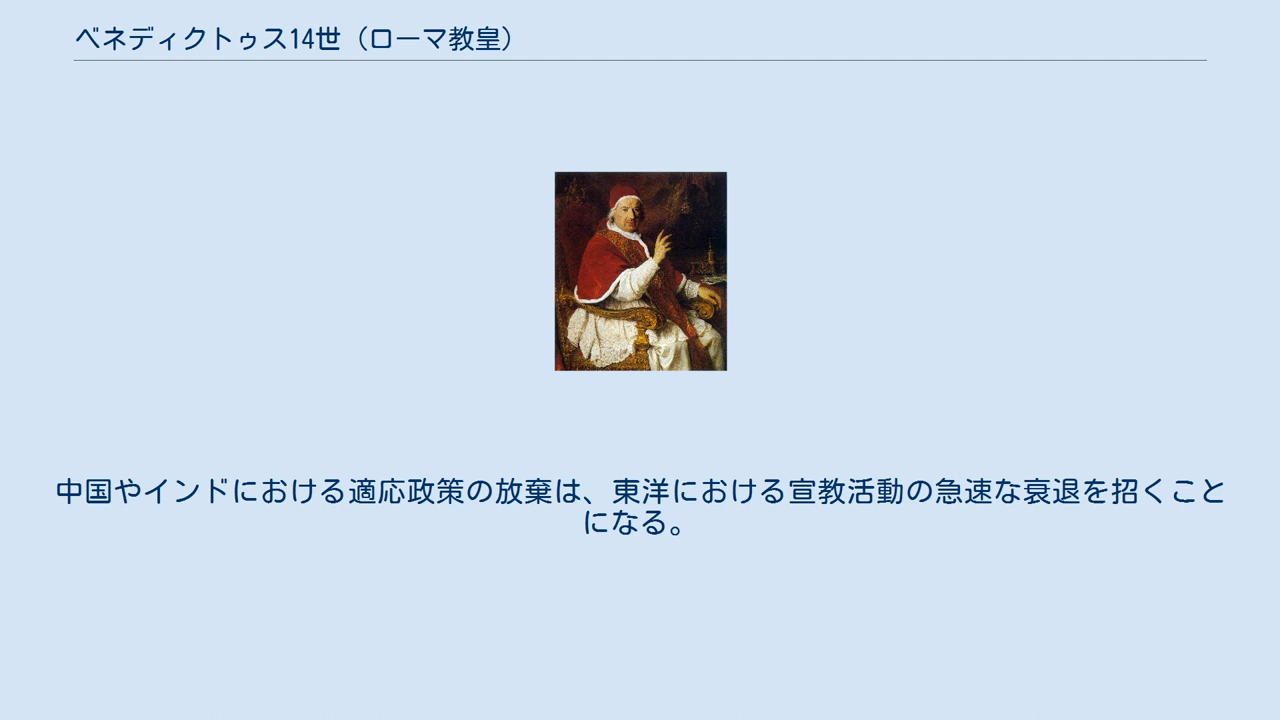 ベネディクトゥス14世（ローマ教皇）
中国やインドにおける適応政策の放棄は、東洋における宣教活動の急速な衰退を招くこと
になる。